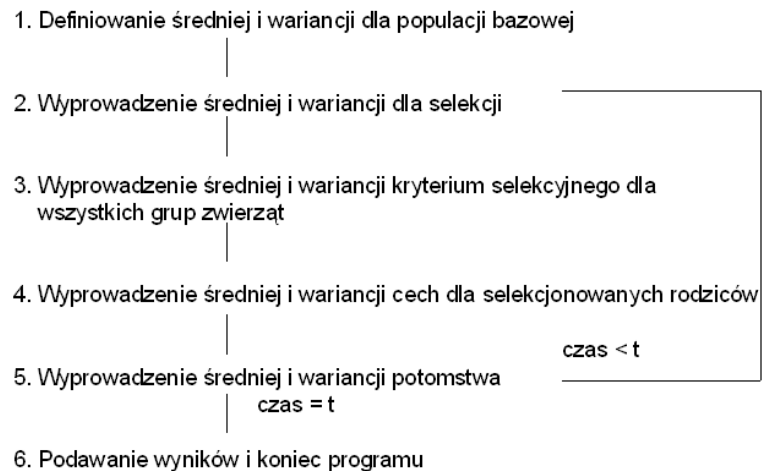 1. Definiowanie średniej i wariancji dla populacji bazowej
2. Wyprowadzenie średniej i wariancji dla selekcji
3. Wyprowadzenie średniej i wariancji kryterium selekcyjnego dla
wszystkich grup zwierząt
4. Wyprowadzenie średniej i wariancji cech dla selekcjonowanych rodziców
czas < t
5. Wyprowadzenie średniej i wariancji potomstwa
czas = t
6. Podawanie wyników i koniec programu